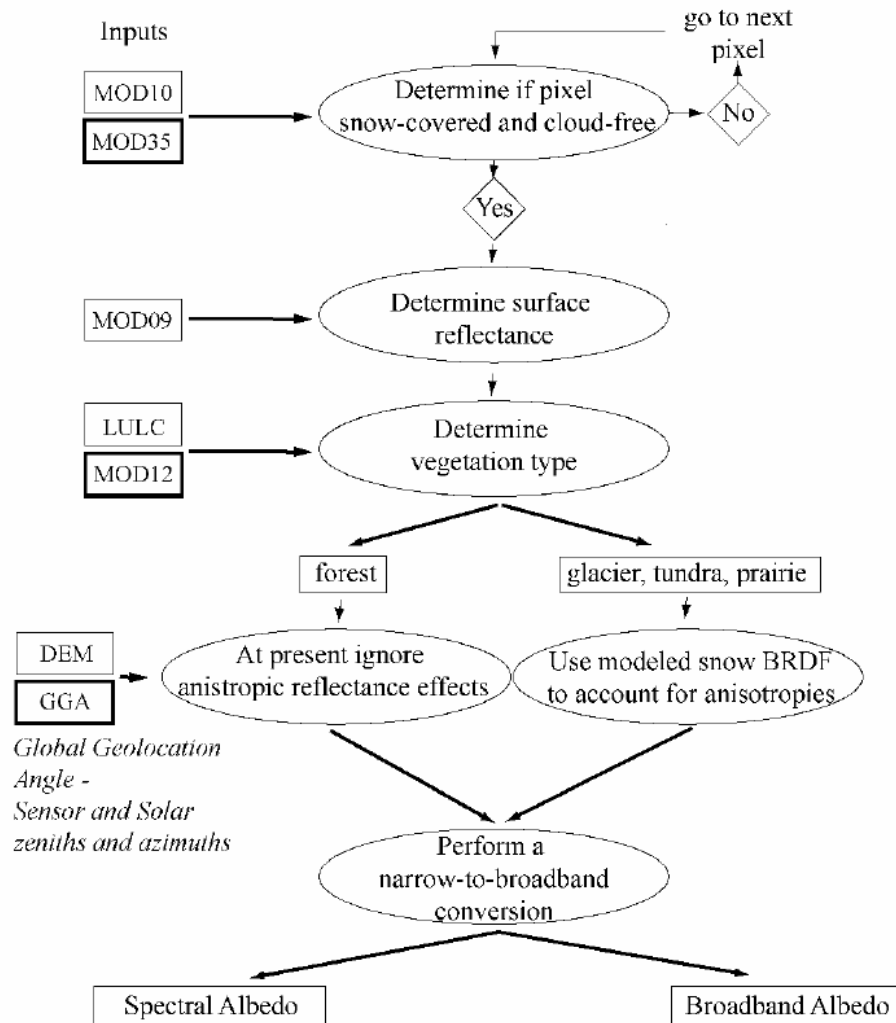 Inputs
go to next
pixel
MOD10
MOD35
Determine if pixel
snow-covered and cloud-free
No
Yes
MOD09
Determine surface
reflectance
LULC
MOD12
Determine
vegetation type
forest
glacier, tundra, prairie
DEM
GGA
At present ignore
anistropic reflectance effects
Use modeled snow BRDF
to account for anisotropies
Global Geolocation
Angle -
Sensor and Solar
zeniths and azimuths
Perform a
narrow-to-broadband
conversion
Spectral Albedo
Broadband Albedo